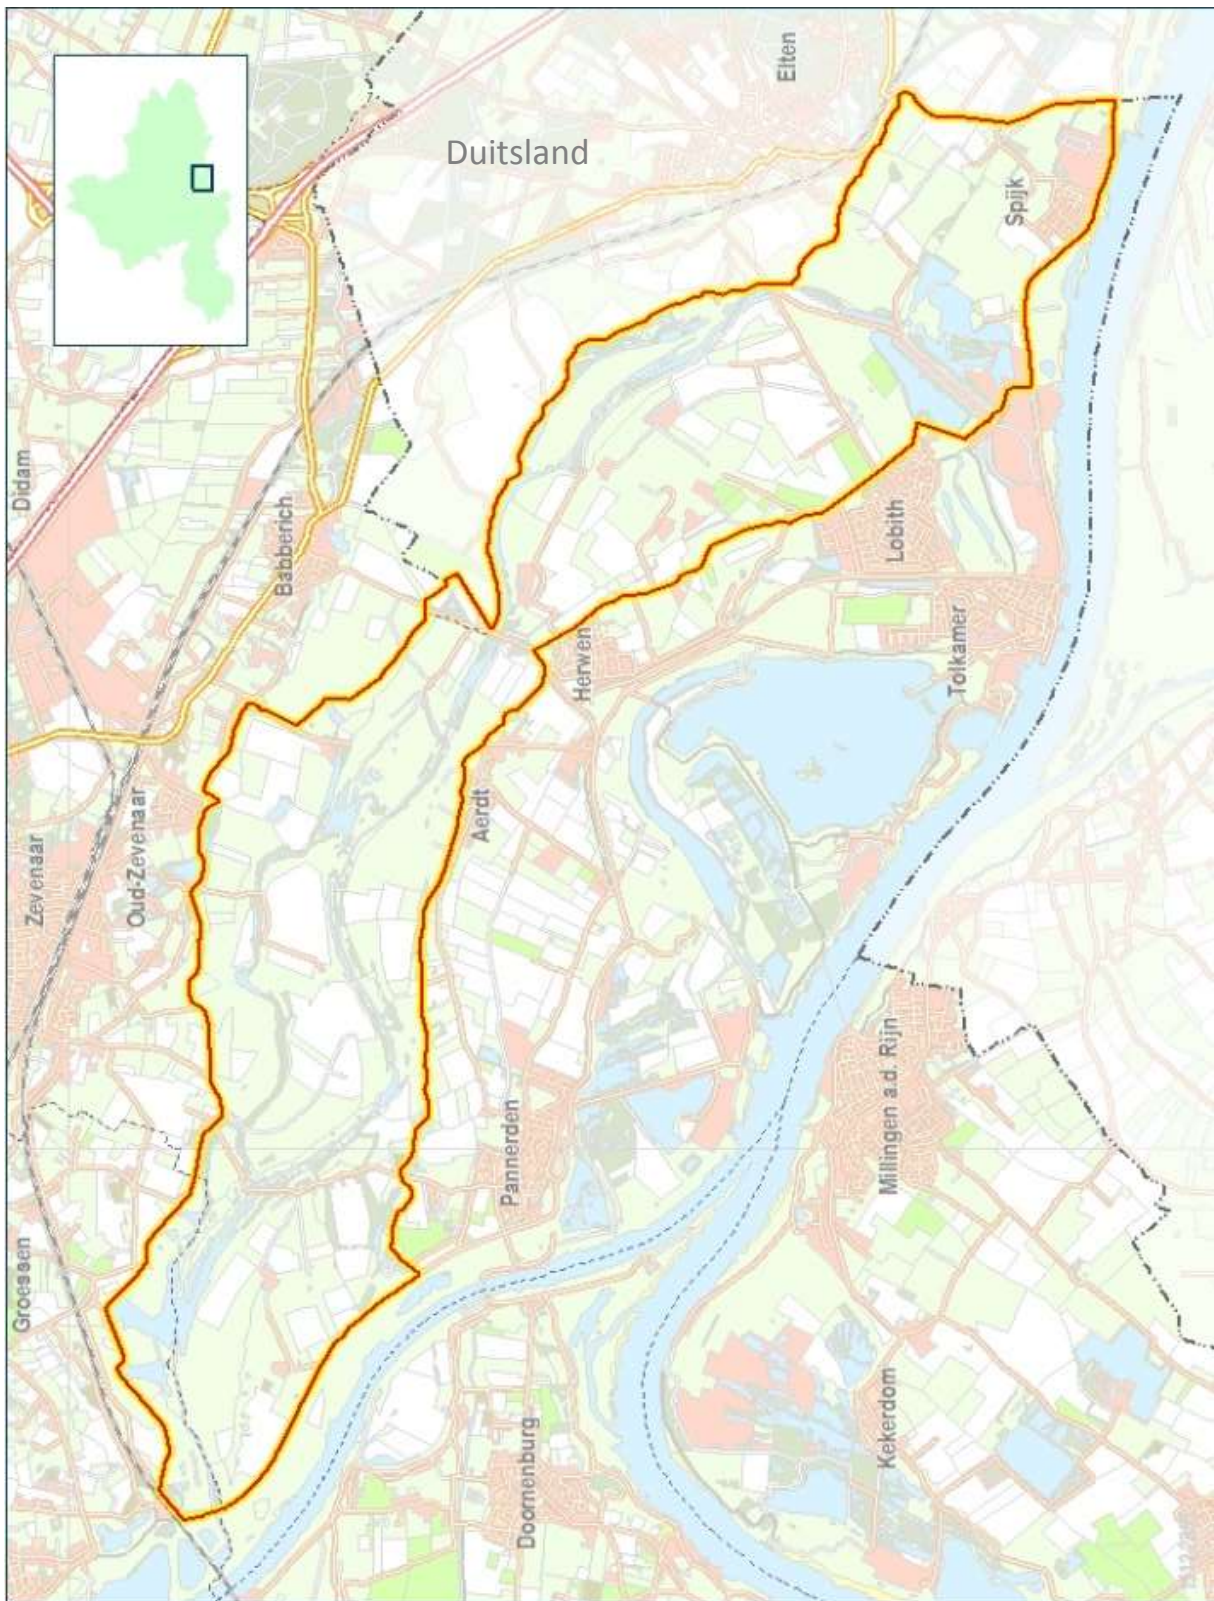 Duitsland
Elten
Spijk
Didam
Babberich
Lobith
Herwen
Tolkamer
Zevenaar
Oud-Zevenaar
Aerdt
Groessen
Pannerden
Millingen a.d. Rijn
Doornenburg
Kekerdom